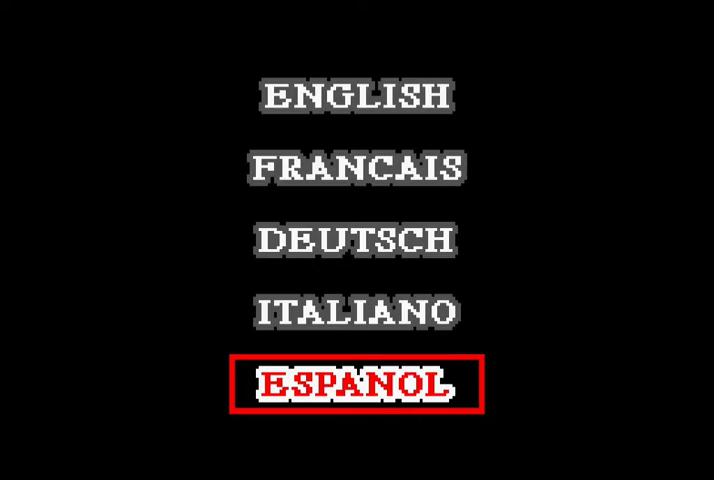 ENGLISH
FRANCAIS
DEUTSCH
ITALIANO
ESPANOL